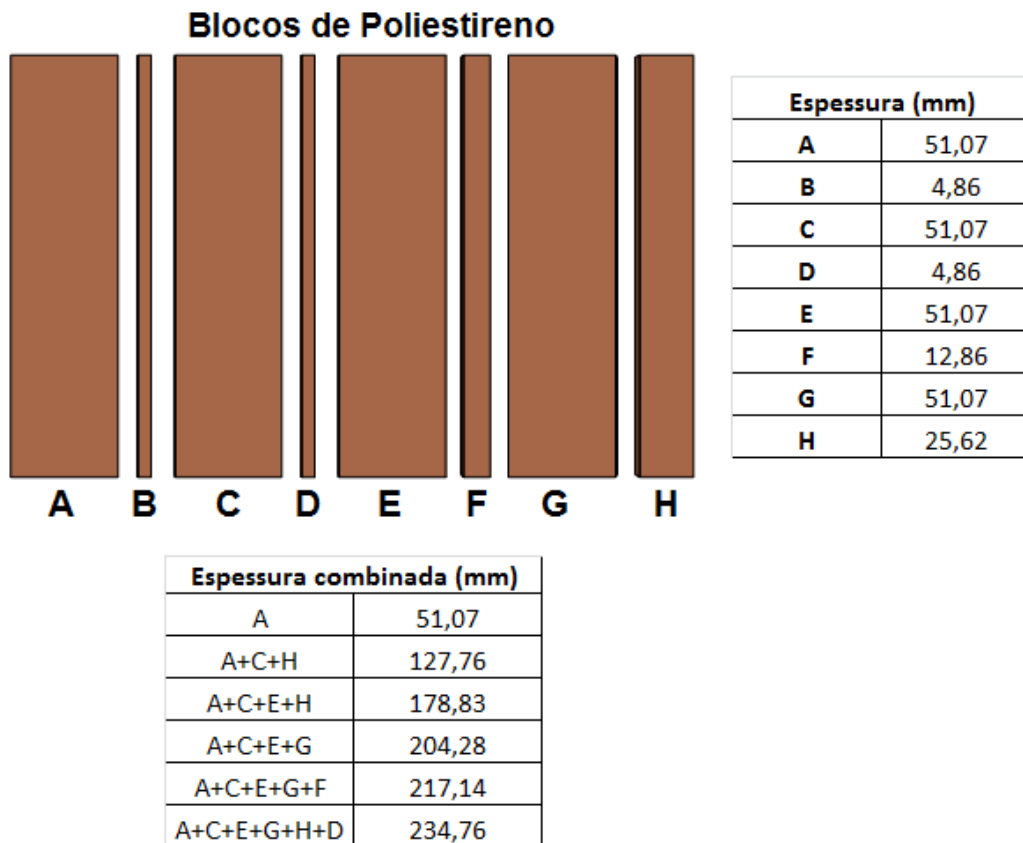 Blocos de Poliestireno
A B C D E F G H
Espessura (mm)
A 51,07
B 4,86
C 51,07
D 4,86
E 51,07
F 12,86
G 51,07
H 25,62
Espessura combinada (mm)
A 51,07
A+C+H 127,76
A+C+E+H 178,83
A+C+E+G 204,28
A+C+E+G+F 217,14
A+C+E+G+H+D 234,76